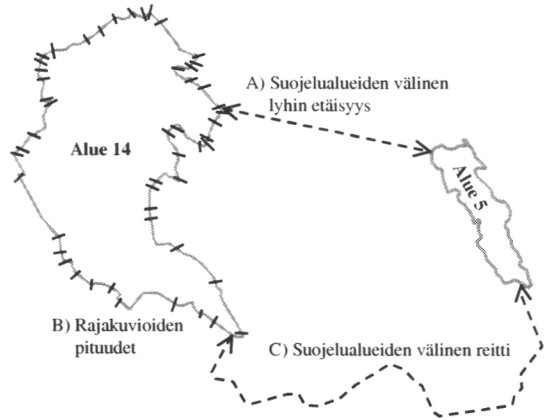 A) Suojelualueiden välinen
lyhin etäisyys
Alue 14
Alue 5
B) Rajakuvioiden
pituudet
C) Suojelualueiden välinen reitti